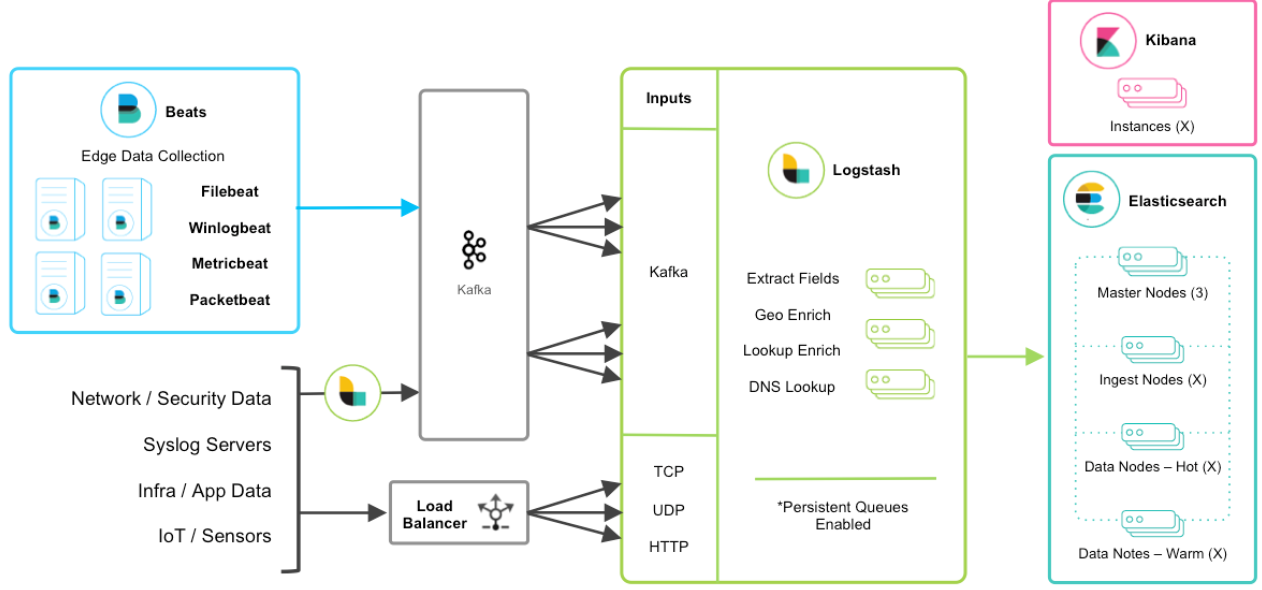 Beats
Edge Data Collection
Filebeat
Winlogbeat
Metricbeat
Packetbeat
Network / Security Data
Syslog Servers
Infra / App Data
IoT / Sensors
Kafka
Load
Balancer
Inputs
Kafka
TCP
UDP
HTTP
Logstash
Extract Fields
Geo Enrich
Lookup Enrich
DNS Lookup
*Persistent Queues
Enabled
Kibana
Instances (X)
Elasticsearch
Master Nodes (3)
Ingest Nodes (X)
Data Nodes – Hot (X)
Data Notes – Warm (X)